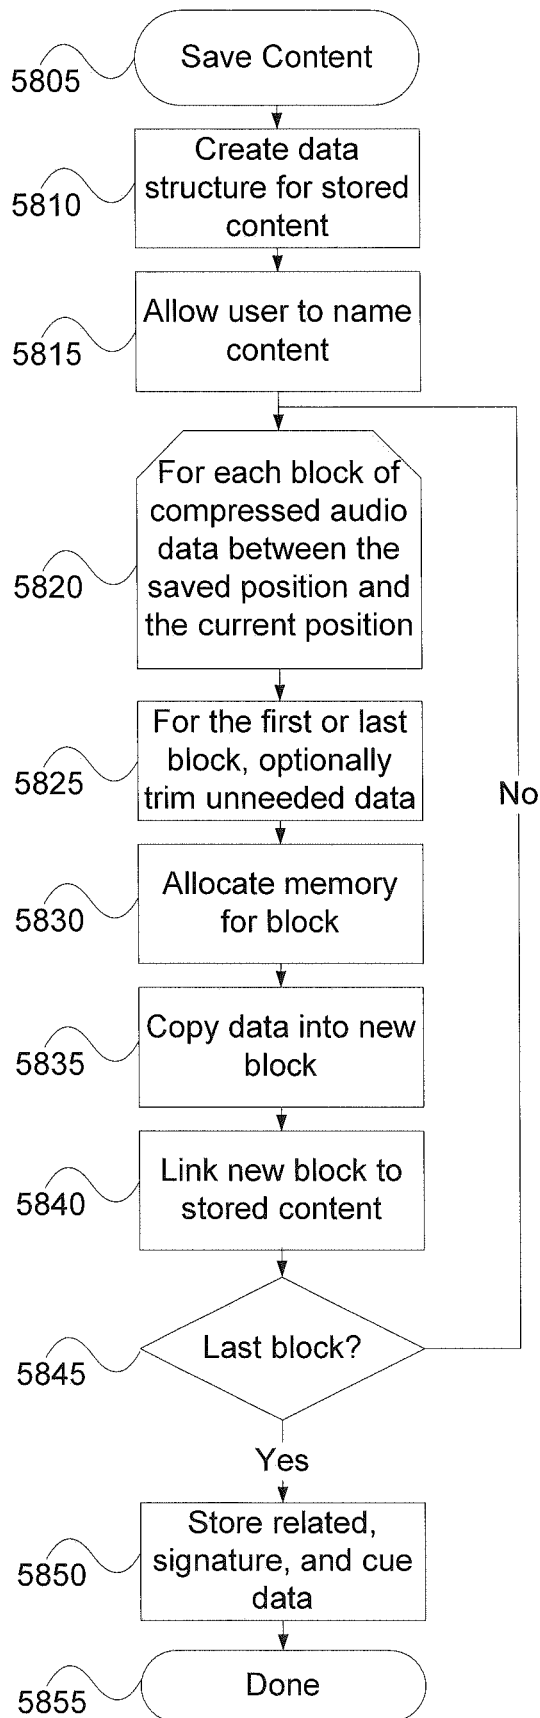 Save Content
5805
Create data
structure for stored
content
5810
Allow user to name
content
5815
For each block of
compressed audio
data between the
saved position and
the current position
5820
For the first or last
block, optionally
trim unneeded data
5825
No
Allocate memory
for block
5830
Copy data into new
block
5835
Link new block to
stored content
5840
Last block?
5845
Yes
Store related,
signature, and cue
data
5850
Done
5855